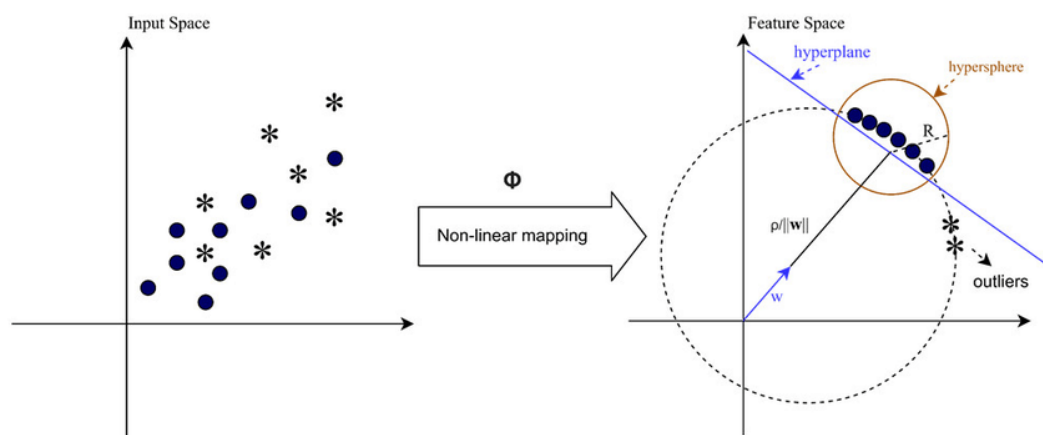 Input Space
Φ
Non-linear mapping
Feature Space
hyperplane
hypersphere
R
ρ/||w||
w
outliers